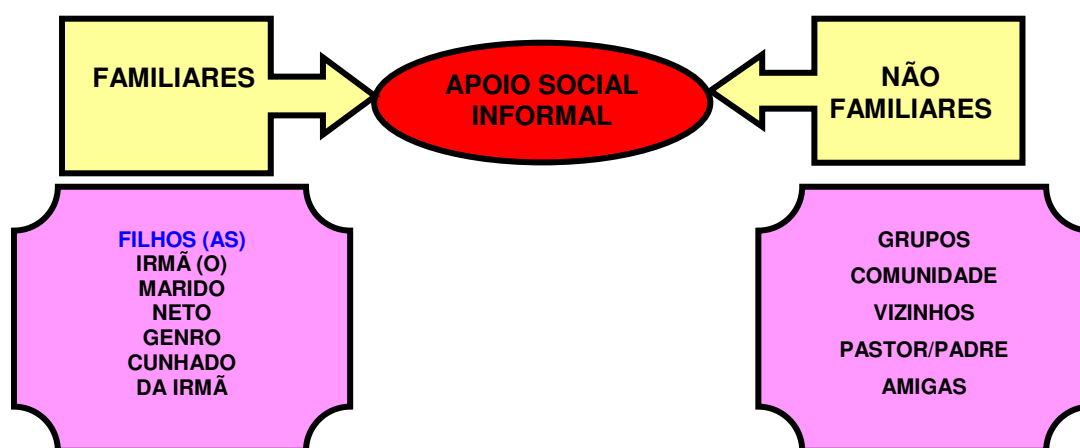 FAMILIARES
APOIO SOCIAL
INFORMAL
NÃO
FAMILIARES
FILHOS (AS)
IRMÃ (O)
MARIDO
NETO
GENRO
CUNHADO
DA IRMÃ
GRUPOS
COMUNIDADE
VIZINHOS
PASTOR/PADRE
AMIGAS